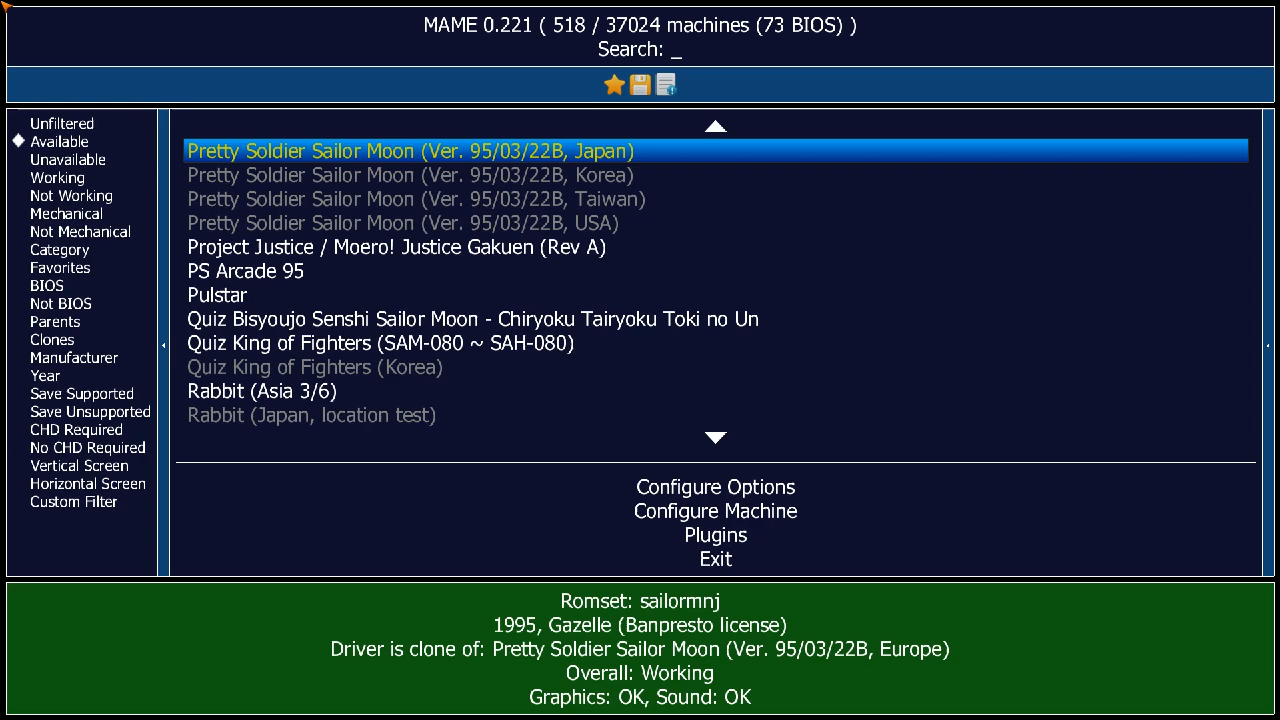 MAME 0.221 ( 518 / 37024 machines (73 BIOS) )
Search: _
Unfiltered
Available
Unavailable
Working
Not Working
Mechanical
Not Mechanical
Category
Favorites
BIOS
Not BIOS
Parents
Clones
Manufacturer
Year
Save Supported
Save Unsupported
CHD Required
No CHD Required
Vertical Screen
Horizontal Screen
Custom Filter
Pretty Soldier Sailor Moon (Ver. 95/03/22B, Japan)
Pretty Soldier Sailor Moon (Ver. 95/03/22B, Korea)
Pretty Soldier Sailor Moon (Ver. 95/03/22B, Taiwan)
Pretty Soldier Sailor Moon (Ver. 95/03/22B, USA)
Project Justice / Moero! Justice Gakuen (Rev A)
PS Arcade 95
Pulstar
Quiz Bisyoujo Senshi Sailor Moon - Chiryoku Tairyoku Toki no Un
Quiz King of Fighters (SAM-080 ~ SAH-080)
Quiz King of Fighters (Korea)
Rabbit (Asia 3/6)
Rabbit (Japan, location test)
Configure Options
Configure Machine
Plugins
Exit
Romset: sailormnj
1995, Gazelle (Banpresto license)
Driver is clone of: Pretty Soldier Sailor Moon (Ver. 95/03/22B, Europe)
Overall: Working
Graphics: OK, Sound: OK